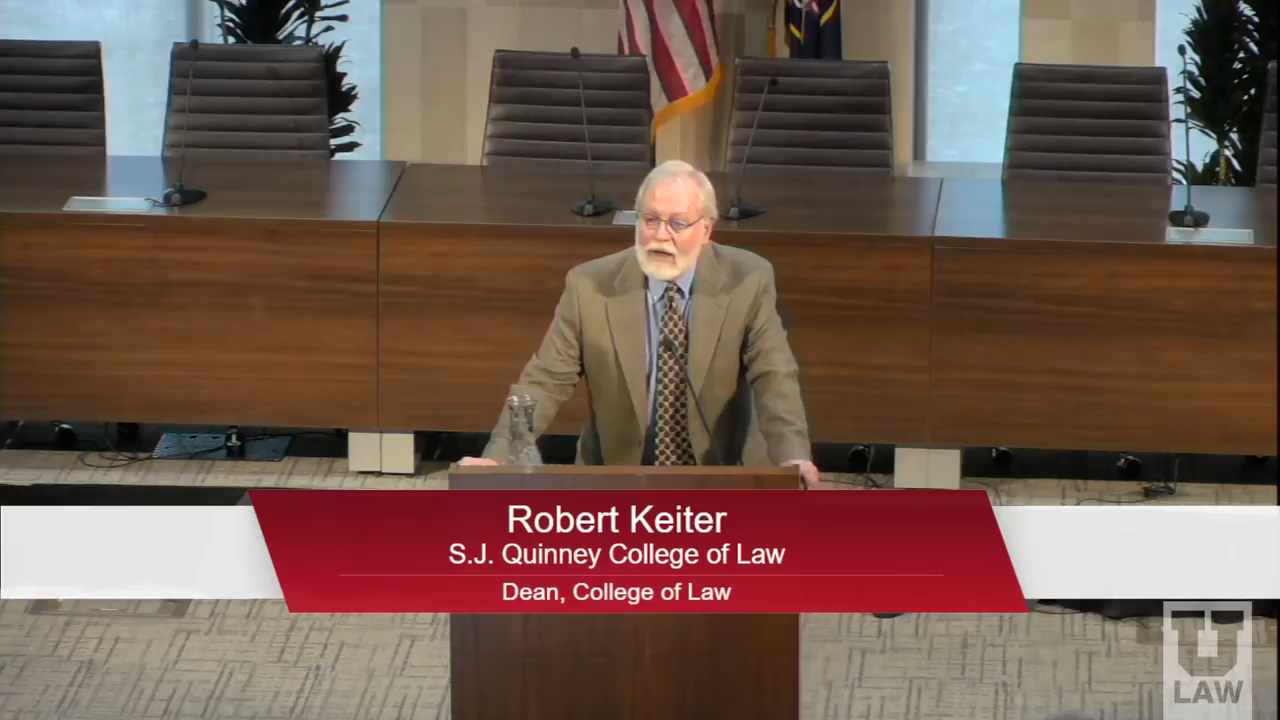 Robert Keiter
S.J. Quinney College of Law
Dean, College of Law
U
LAW